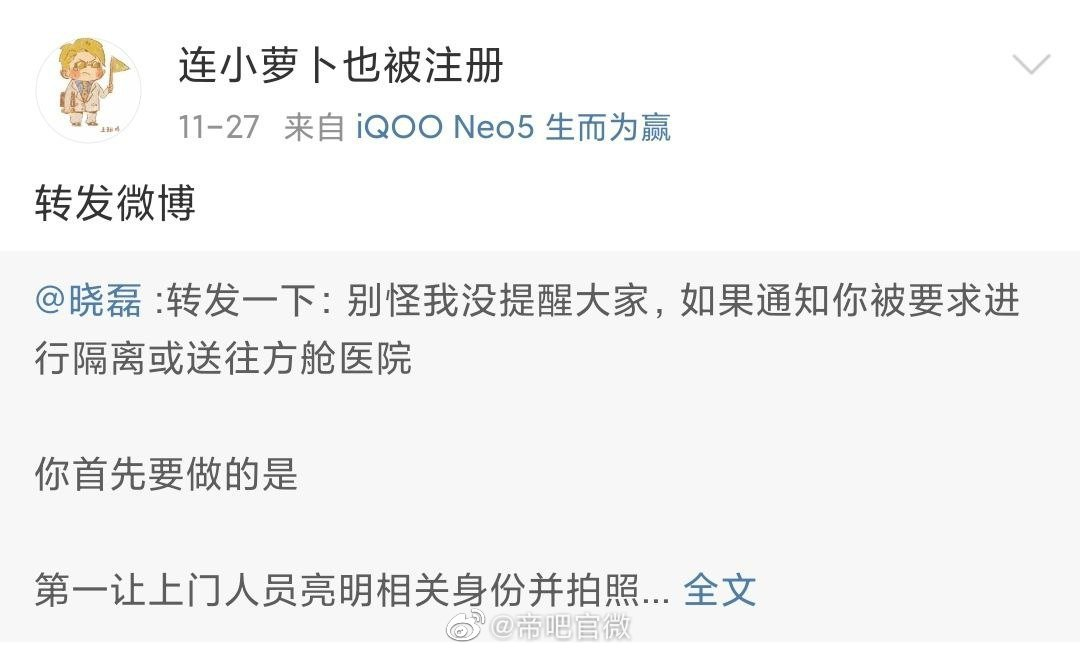 连小萝卜也被注册
11-27 来自 iQOO Neo5 生而为赢
转发微博
@晓磊 :转发一下：别怪我没提醒大家，如果通知你被要求进
行隔离或送往方舱医院
你首先要做的是
第一让上门人员亮明相关身份并拍照... 全文
@帝吧官微